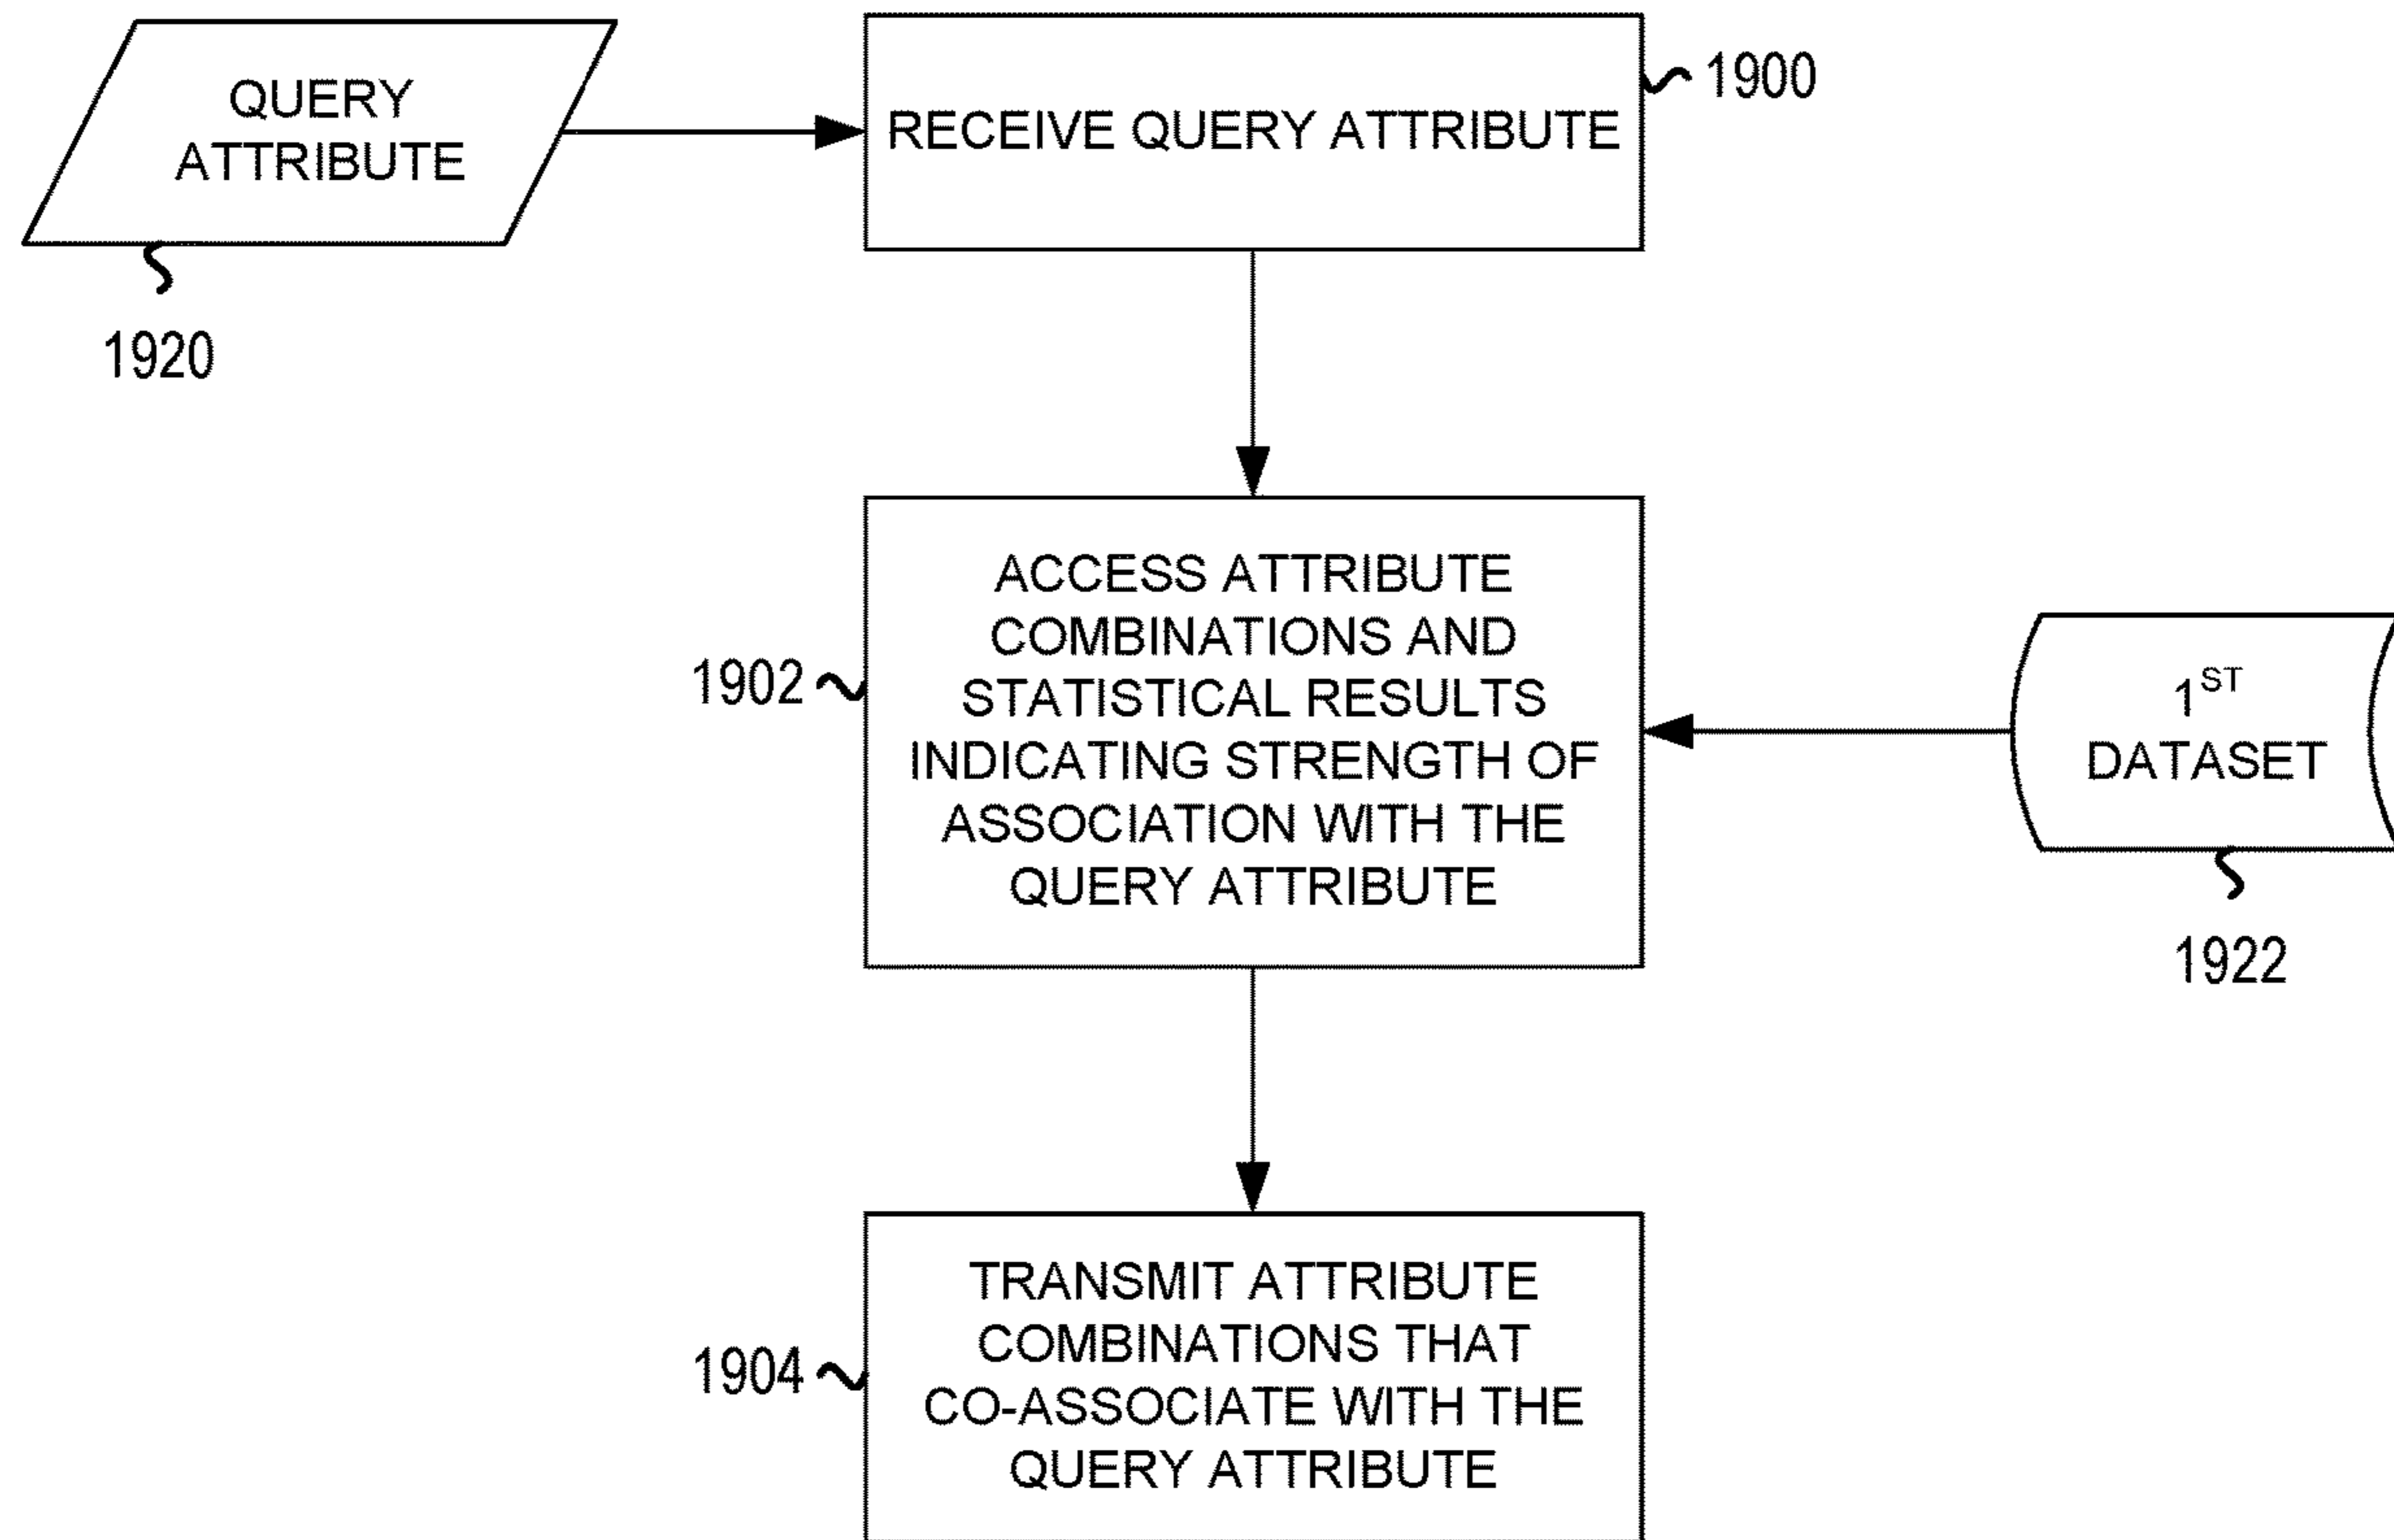 QUERY
ATTRIBUTE
1920
RECEIVE QUERY ATTRIBUTE
1900
ACCESS ATTRIBUTE
COMBINATIONS AND
STATISTICAL RESULTS
INDICATING STRENGTH OF
ASSOCIATION WITH THE
QUERY ATTRIBUTE
1902
1ST
DATASET
1922
TRANSMIT ATTRIBUTE
COMBINATIONS THAT
CO-ASSOCIATE WITH THE
QUERY ATTRIBUTE
1904